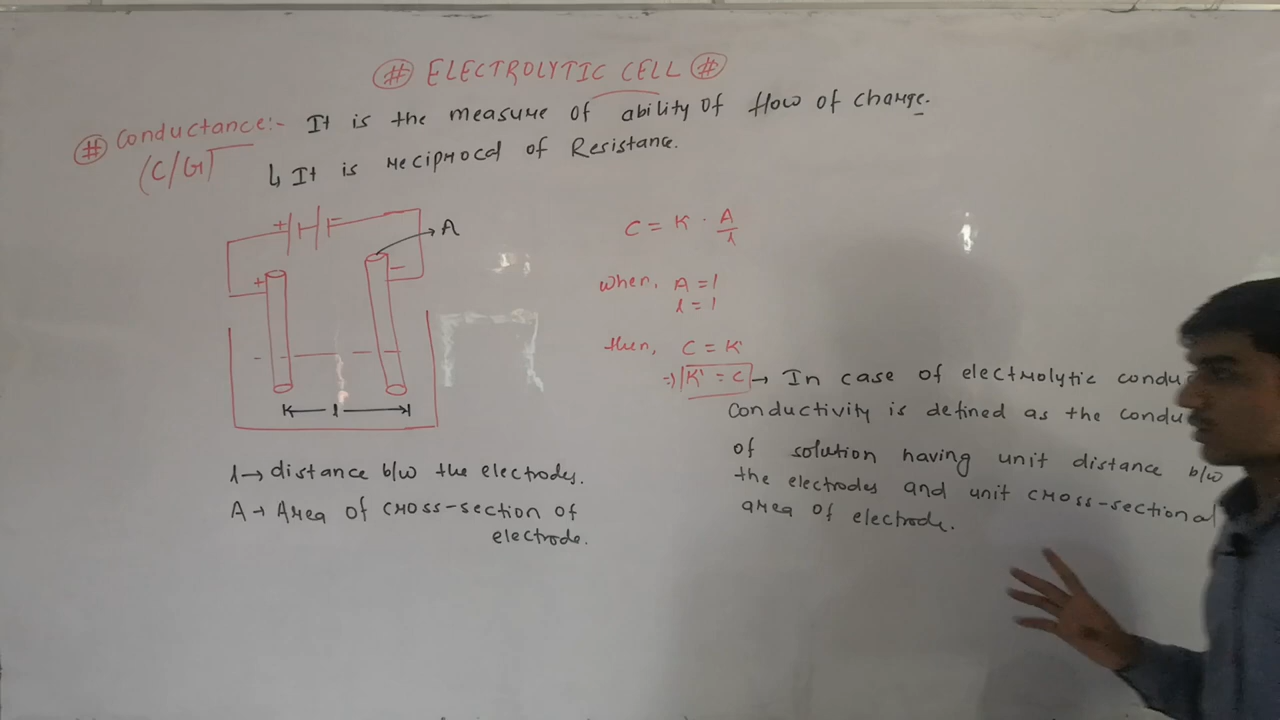 # ELECTROLYTIC CELL #
# Conductance:- It is the measure of ability of flow of charge.
(C/G)
↳ It is reciprocal of Resistance.
+ -
A
+ -
l
l → distance b/w the electrodes.
A → Area of cross-section of
electrode.
C = K · A/l
when, A = 1
l = 1
then, C = K
⇒ K = C → In case of electrolytic
conductivity is defined as the
of solution having unit distance b/w
the electrodes and unit cross-sectional
area of electrode.